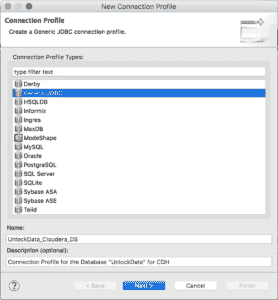 New Connection Profile
Connection Profile
Create a Generic JDBC connection profile.
Connection Profile Types:
type filter text
Derby
Generic JDBC
HSQLDB
Informix
Ingres
MaxDB
ModeShape
MySQL
Oracle
PostgreSQL
SQL Server
SQLite
Sybase ASA
Sybase ASE
Teiid
Name:
UnlockData_Cloudera_DS
Description (optional):
Connection Profile for the Database "UnlockData" for CDH
?
< Back
Next >
Cancel
Finish